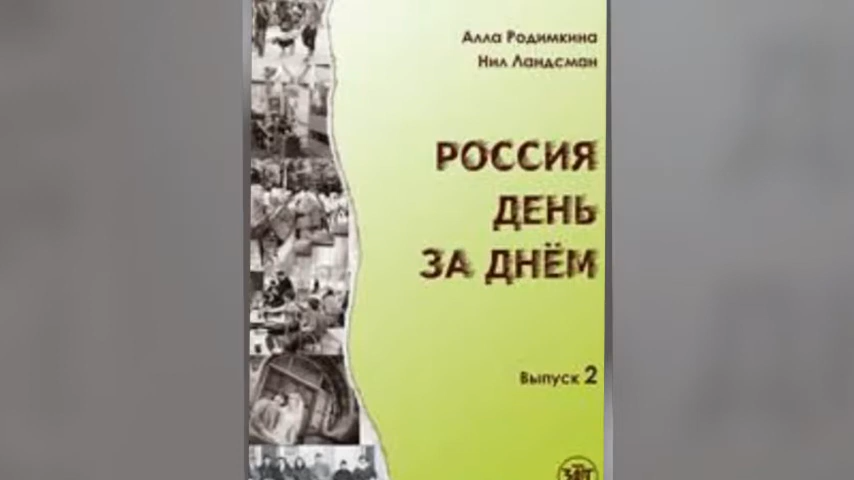 Алла Родимкина
Нил Ландсман
РОССИЯ
ДЕНЬ
ЗА ДНЁМ
Выпуск 2